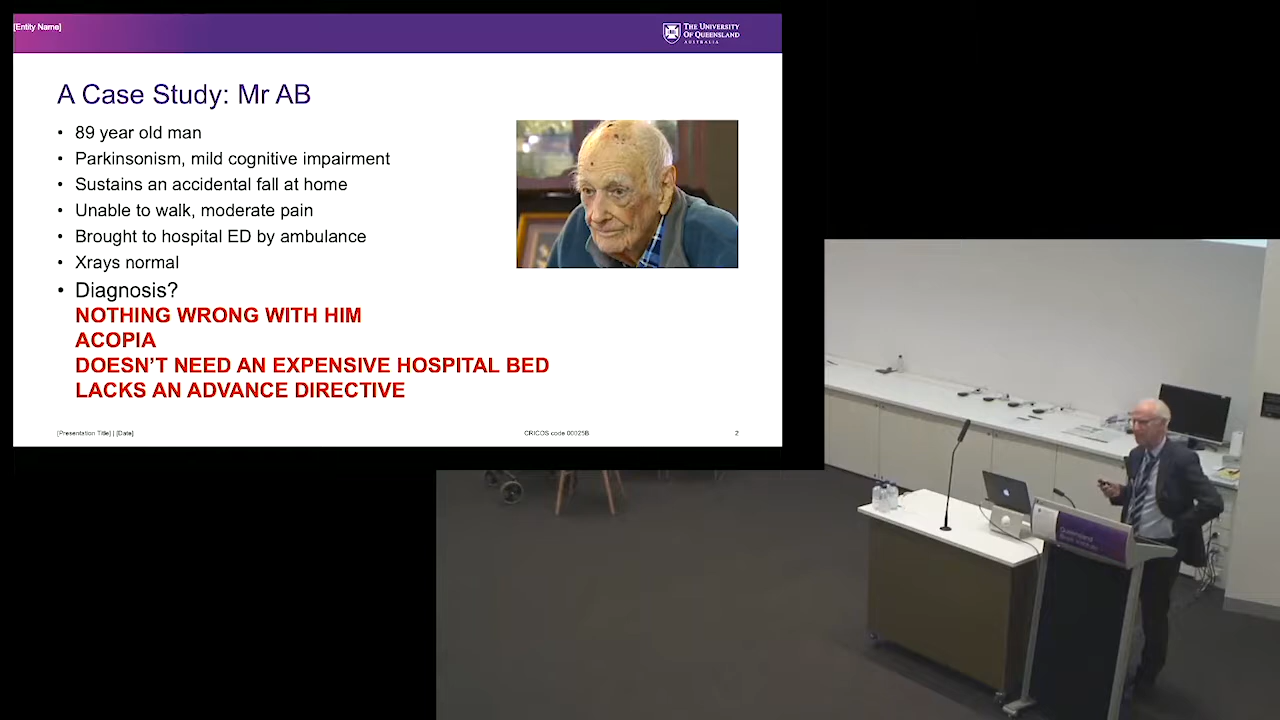 [Entity Name]
THE UNIVERSITY
OF QUEENSLAND
AUSTRALIA
A Case Study: Mr AB
• 89 year old man
• Parkinsonism, mild cognitive impairment
• Sustains an accidental fall at home
• Unable to walk, moderate pain
• Brought to hospital ED by ambulance
• Xrays normal
• Diagnosis?
NOTHING WRONG WITH HIM
ACOPIA
DOESN'T NEED AN EXPENSIVE HOSPITAL BED
LACKS AN ADVANCE DIRECTIVE
[Presentation Title] | [Date]
CRICOS code 00025B
2
Queensland
Brain Institute